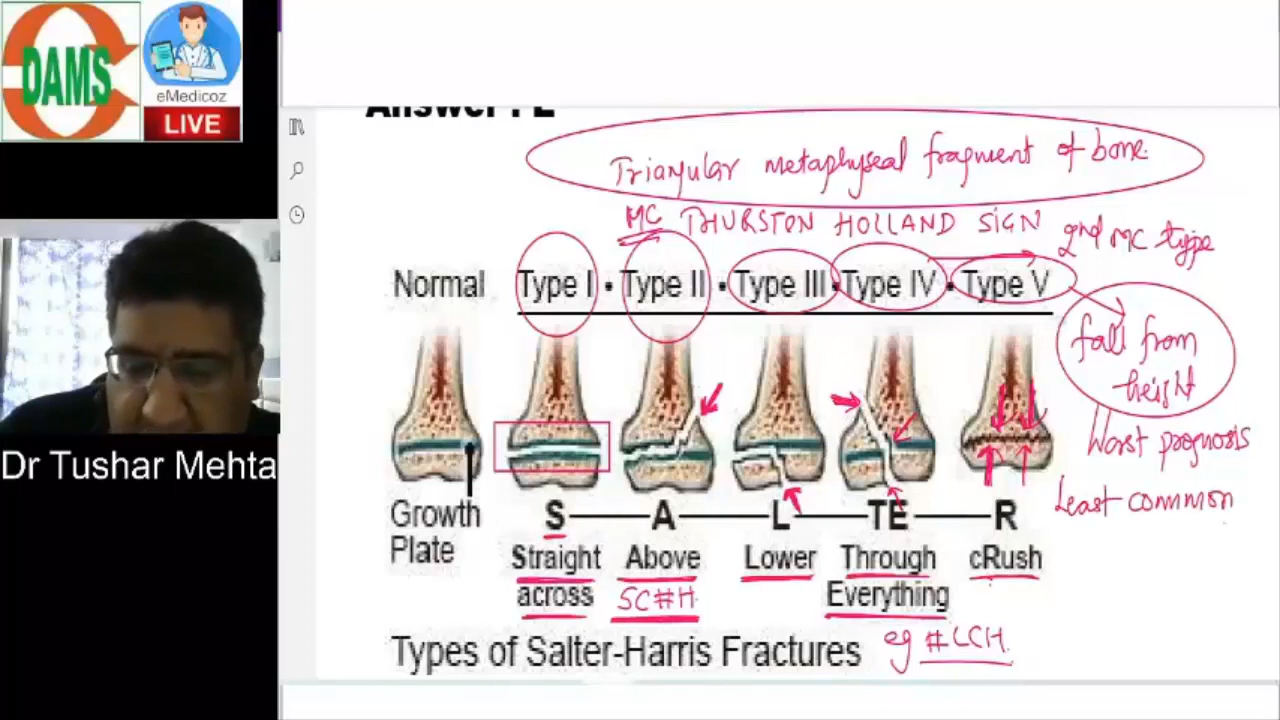 DAMS
eMedicoz
LIVE
Dr Tushar Mehta
Triangular metaphyseal fragment of bone
MC THURSTON HOLLAND SIGN
2nd MC type
Normal Type I • Type II • Type III • Type IV • Type V
fall from
height
Worst prognosis
Least common
Growth
Plate
S A L TE R
Straight
across
Above
Lower
Through
Everything
cRush
SC#H
eg #LCH
Types of Salter-Harris Fractures